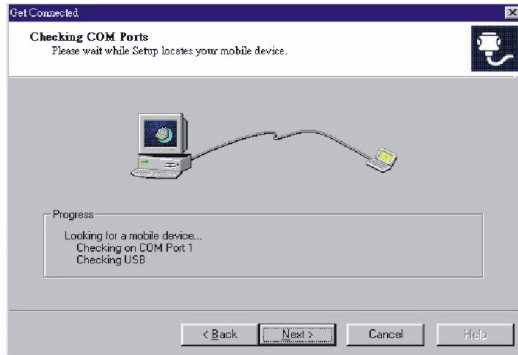 Get Connected
Checking COM Ports
Please wait while Setup locates your mobile device.
Progress
Looking for a mobile device...
Checking on COM Port 1
Checking USB
< Back
Next >
Cancel
Help